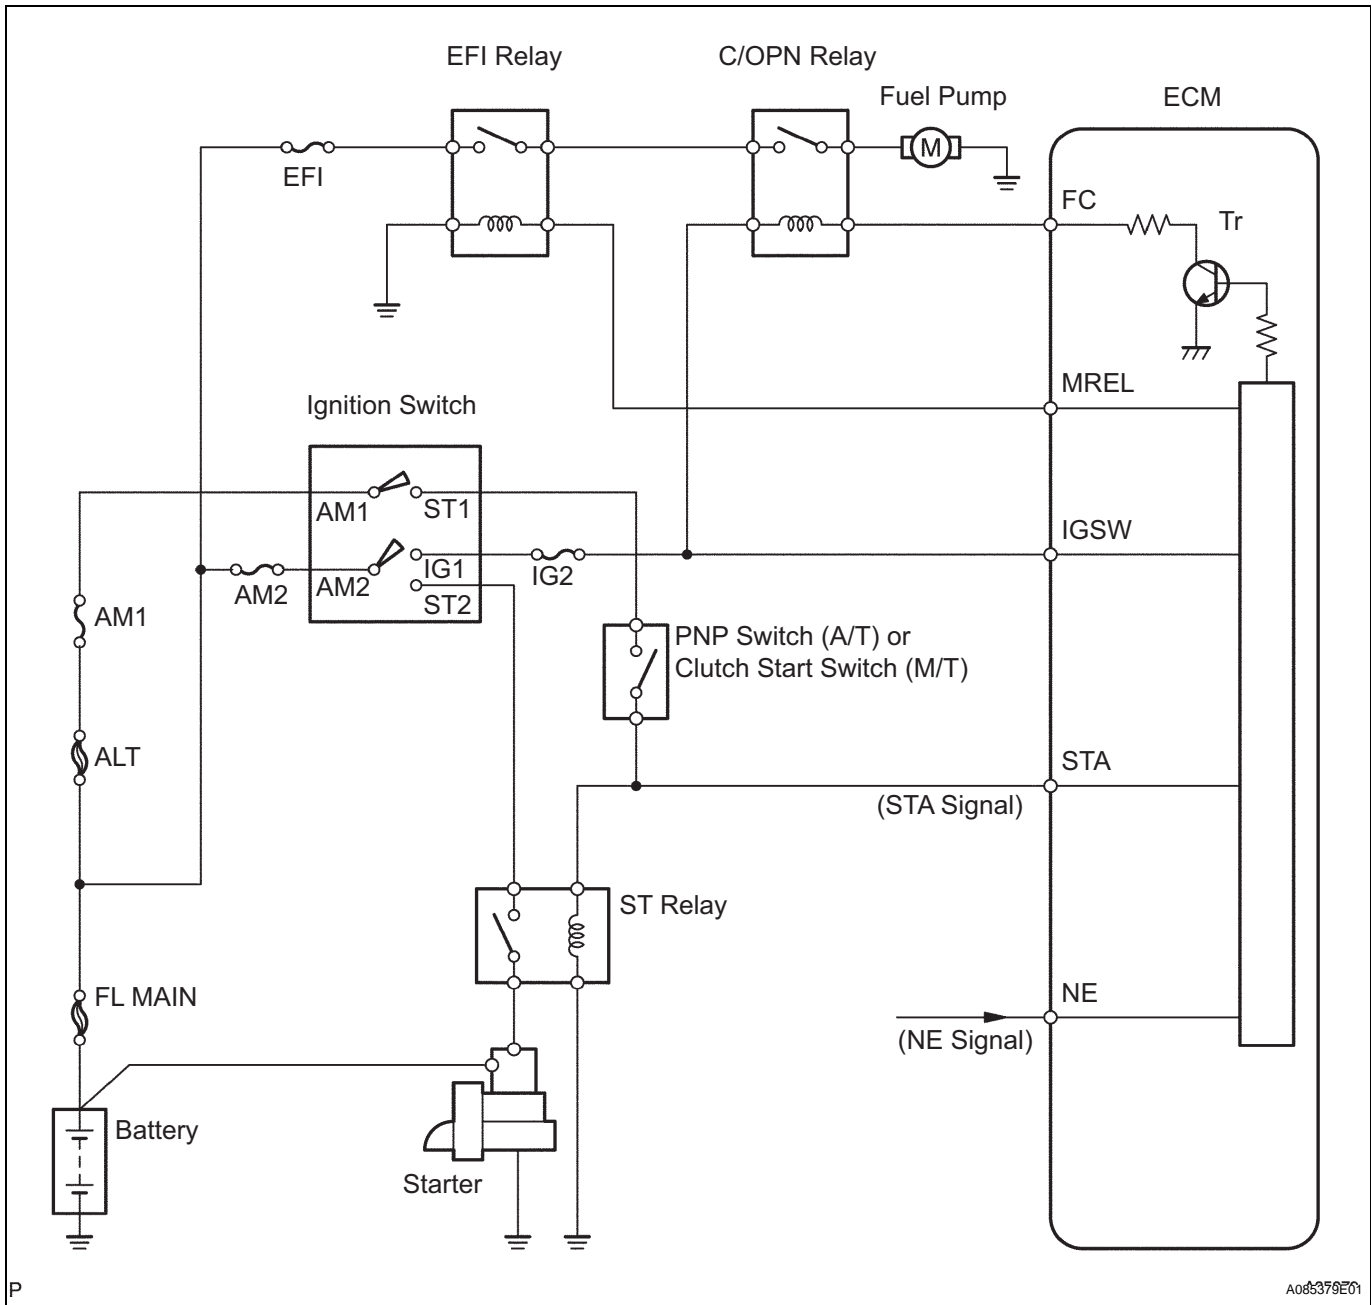 EFI Relay
C/OPN Relay
Fuel Pump
ECM
M
EFI
FC
Tr
MREL
Ignition Switch
AM1
ST1
IGSW
AM2
AM2
IG1
IG2
ST2
AM1
PNP Switch (A/T) or
Clutch Start Switch (M/T)
ALT
STA
(STA Signal)
ST Relay
FL MAIN
NE
(NE Signal)
Battery
Starter
P
A085379E01